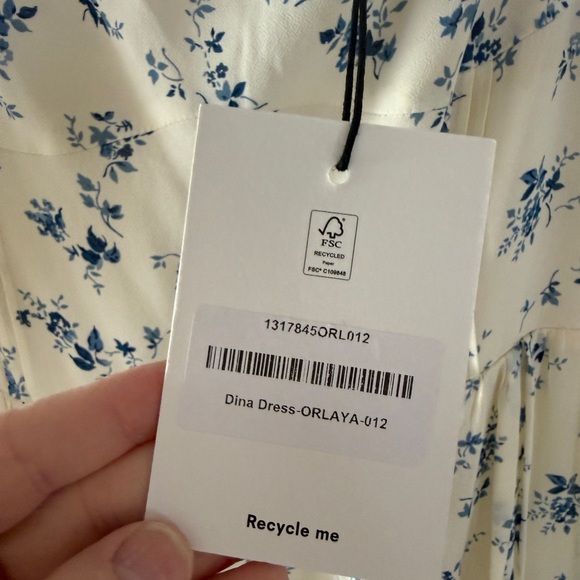 FSC
RECYCLED
Paper
FSC® C109848
1317845ORL012
Dina Dress-ORLAYA-012
Recycle me